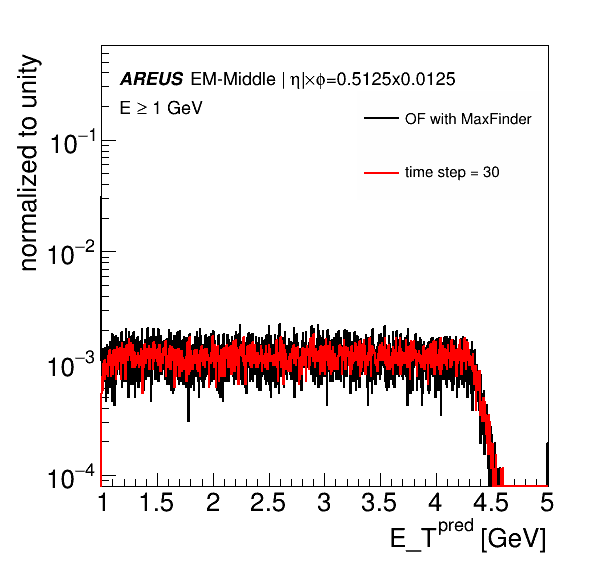 normalized to unity
AREUS EM-Middle | η|×ϕ=0.5125x0.0125
E ≥ 1 GeV
OF with MaxFinder
time step = 30
10⁻¹
10⁻²
10⁻³
10⁻⁴
1 1.5 2 2.5 3 3.5 4 4.5 5
E_T^pred [GeV]